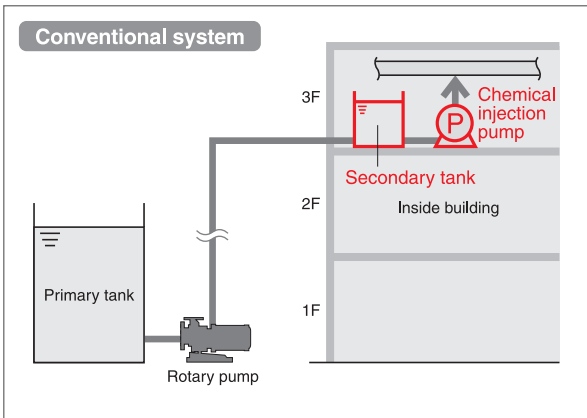 Conventional system
3F
P
Chemical
injection
pump
Secondary tank
2F
Inside building
Primary tank
1F
Rotary pump